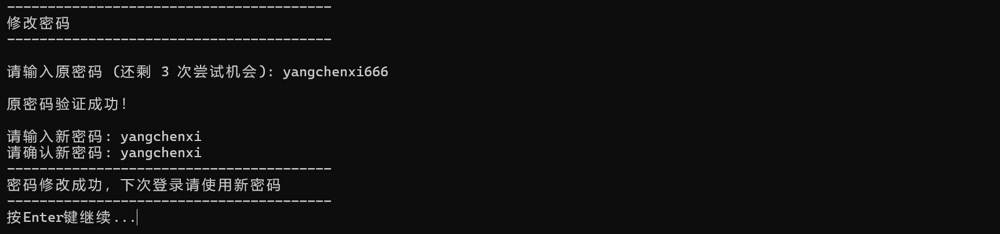 ----------------------------------------
修改密码
----------------------------------------
请输入原密码 (还剩 3 次尝试机会): yangchenxi666
原密码验证成功!
请输入新密码: yangchenxi
请确认新密码: yangchenxi
----------------------------------------
密码修改成功, 下次登录请使用新密码
----------------------------------------
按Enter键继续...